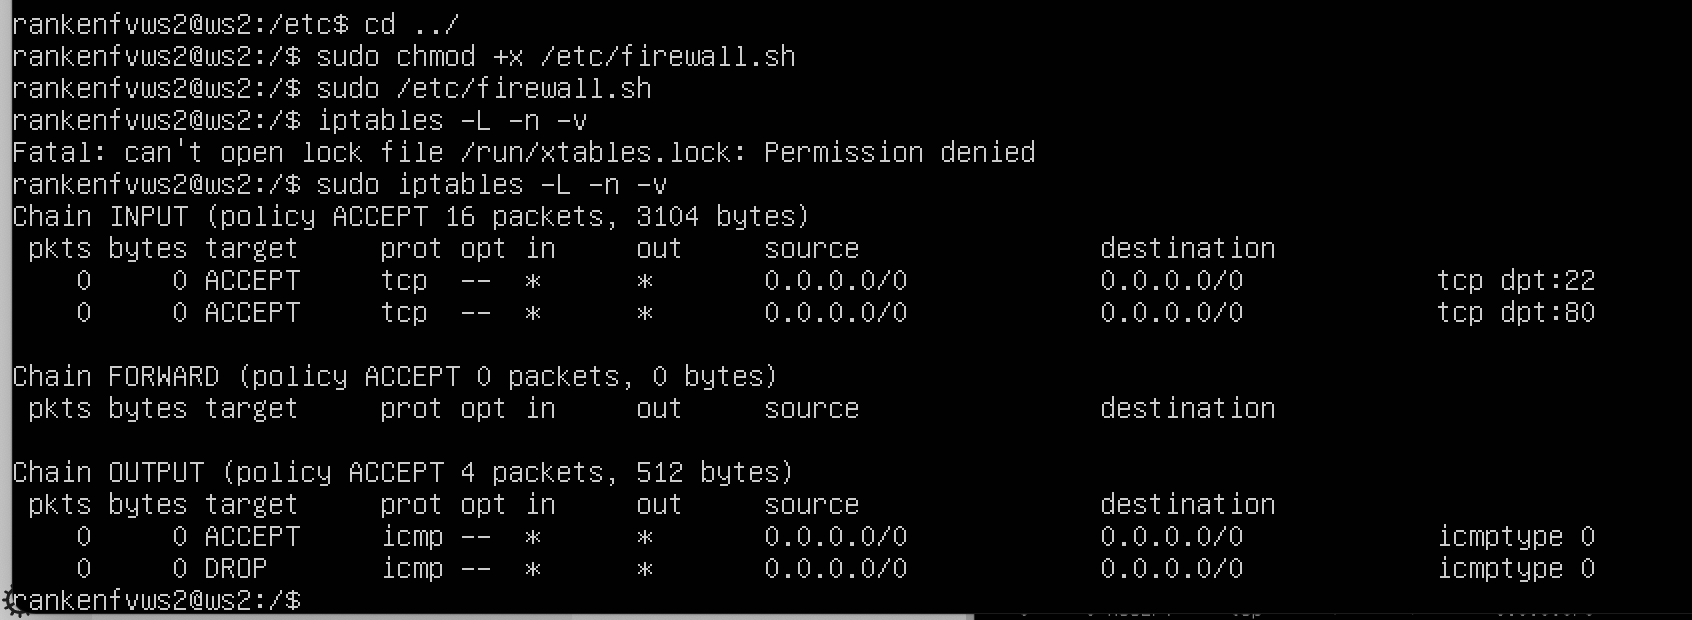 rankenfvws2@ws2:/etc$ cd ../
rankenfvws2@ws2:/$ sudo chmod +x /etc/firewall.sh
rankenfvws2@ws2:/$ sudo /etc/firewall.sh
rankenfvws2@ws2:/$ iptables -L -n -v
Fatal: can't open lock file /run/xtables.lock: Permission denied
rankenfvws2@ws2:/$ sudo iptables -L -n -v
Chain INPUT (policy ACCEPT 16 packets, 3104 bytes)
 pkts bytes target     prot opt in     out     source               destination
    0     0 ACCEPT     tcp  --  *      *       0.0.0.0/0            0.0.0.0/0            tcp dpt:22
    0     0 ACCEPT     tcp  --  *      *       0.0.0.0/0            0.0.0.0/0            tcp dpt:80

Chain FORWARD (policy ACCEPT 0 packets, 0 bytes)
 pkts bytes target     prot opt in     out     source               destination

Chain OUTPUT (policy ACCEPT 4 packets, 512 bytes)
 pkts bytes target     prot opt in     out     source               destination
    0     0 ACCEPT     icmp --  *      *       0.0.0.0/0            0.0.0.0/0            icmptype 0
    0     0 DROP       icmp --  *      *       0.0.0.0/0            0.0.0.0/0            icmptype 0
rankenfvws2@ws2:/$